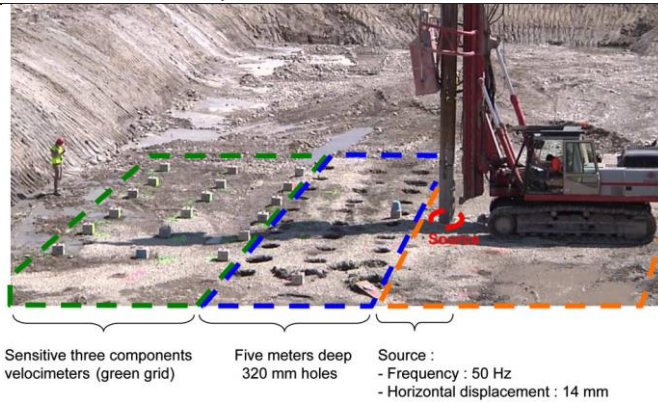 Source
Sensitive three components
velocimeters (green grid)
Five meters deep
320 mm holes
Source :
- Frequency : 50 Hz
- Horizontal displacement : 14 mm